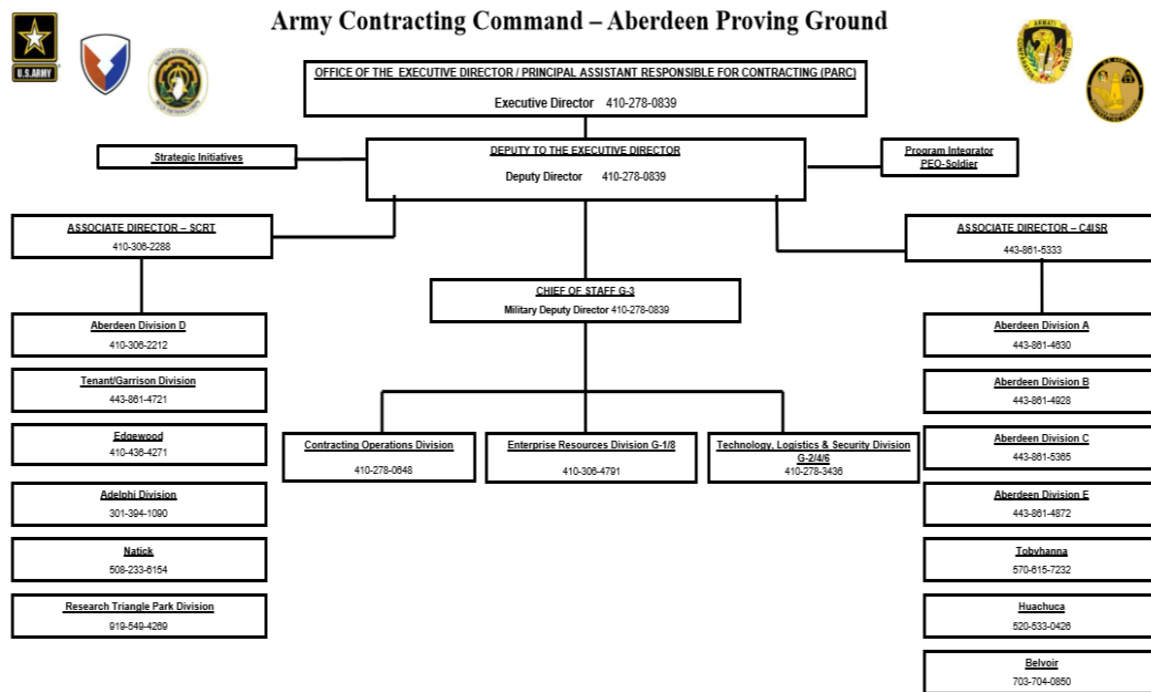 Army Contracting Command – Aberdeen Proving Ground
U.S.ARMY
OFFICE OF THE EXECUTIVE DIRECTOR / PRINCIPAL ASSISTANT RESPONSIBLE FOR CONTRACTING (PARC)
Executive Director 410-278-0839
Strategic Initiatives
DEPUTY TO THE EXECUTIVE DIRECTOR
Deputy Director 410-278-0839
Program Integrator
PEO-Soldier
ASSOCIATE DIRECTOR – SCRT
410-306-2288
ASSOCIATE DIRECTOR – C4ISR
443-861-5333
CHIEF OF STAFF G-3
Military Deputy Director 410-278-0839
Aberdeen Division D
410-306-2212
Tenant/Garrison Division
443-861-4721
Edgewood
410-436-4271
Adelphi Division
301-394-1090
Natick
508-233-6154
Research Triangle Park Division
919-549-4269
Contracting Operations Division
410-278-0648
Enterprise Resources Division G-1/8
410-306-4791
Technology, Logistics & Security Division
G-2/4/6
410-278-3436
Aberdeen Division A
443-861-4630
Aberdeen Division B
443-861-4928
Aberdeen Division C
443-861-5365
Aberdeen Division E
443-861-4872
Tobyhanna
570-615-7232
Huachuca
520-533-0426
Belvoir
703-704-0850